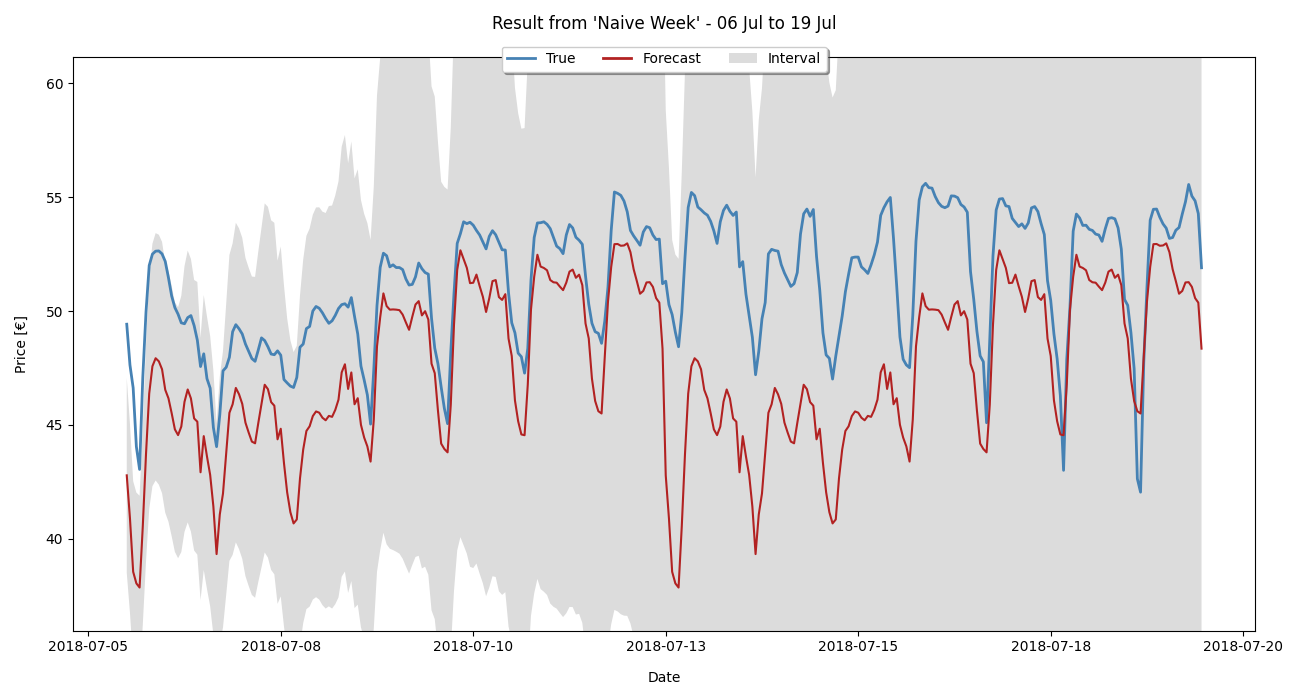 Result from 'Naive Week' - 06 Jul to 19 Jul
True Forecast Interval
60
55
50
45
40
Price [€]
2018-07-05 2018-07-08 2018-07-10 2018-07-13 2018-07-15 2018-07-18 2018-07-20
Date